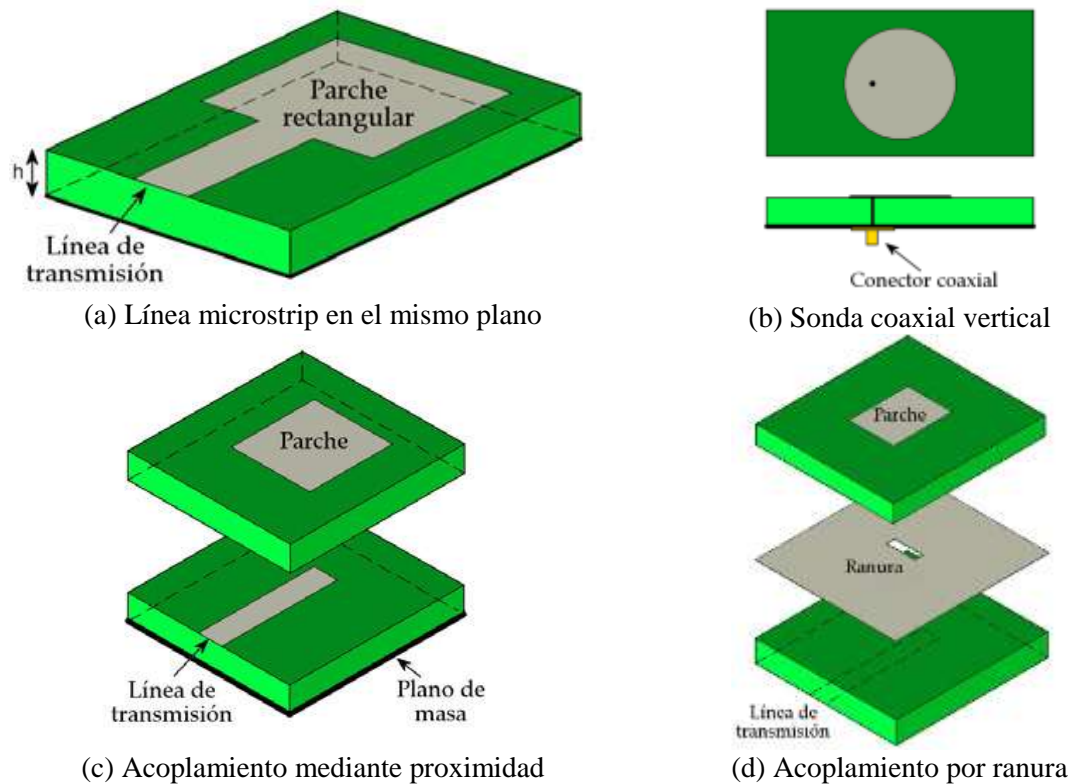 Parche
rectangular
h
Línea de
transmisión
(a) Línea microstrip en el mismo plano
Conector coaxial
(b) Sonda coaxial vertical
Parche
Línea de
transmisión
Plano de
masa
(c) Acoplamiento mediante proximidad
Parche
Ranura
Línea de
transmisión
(d) Acoplamiento por ranura